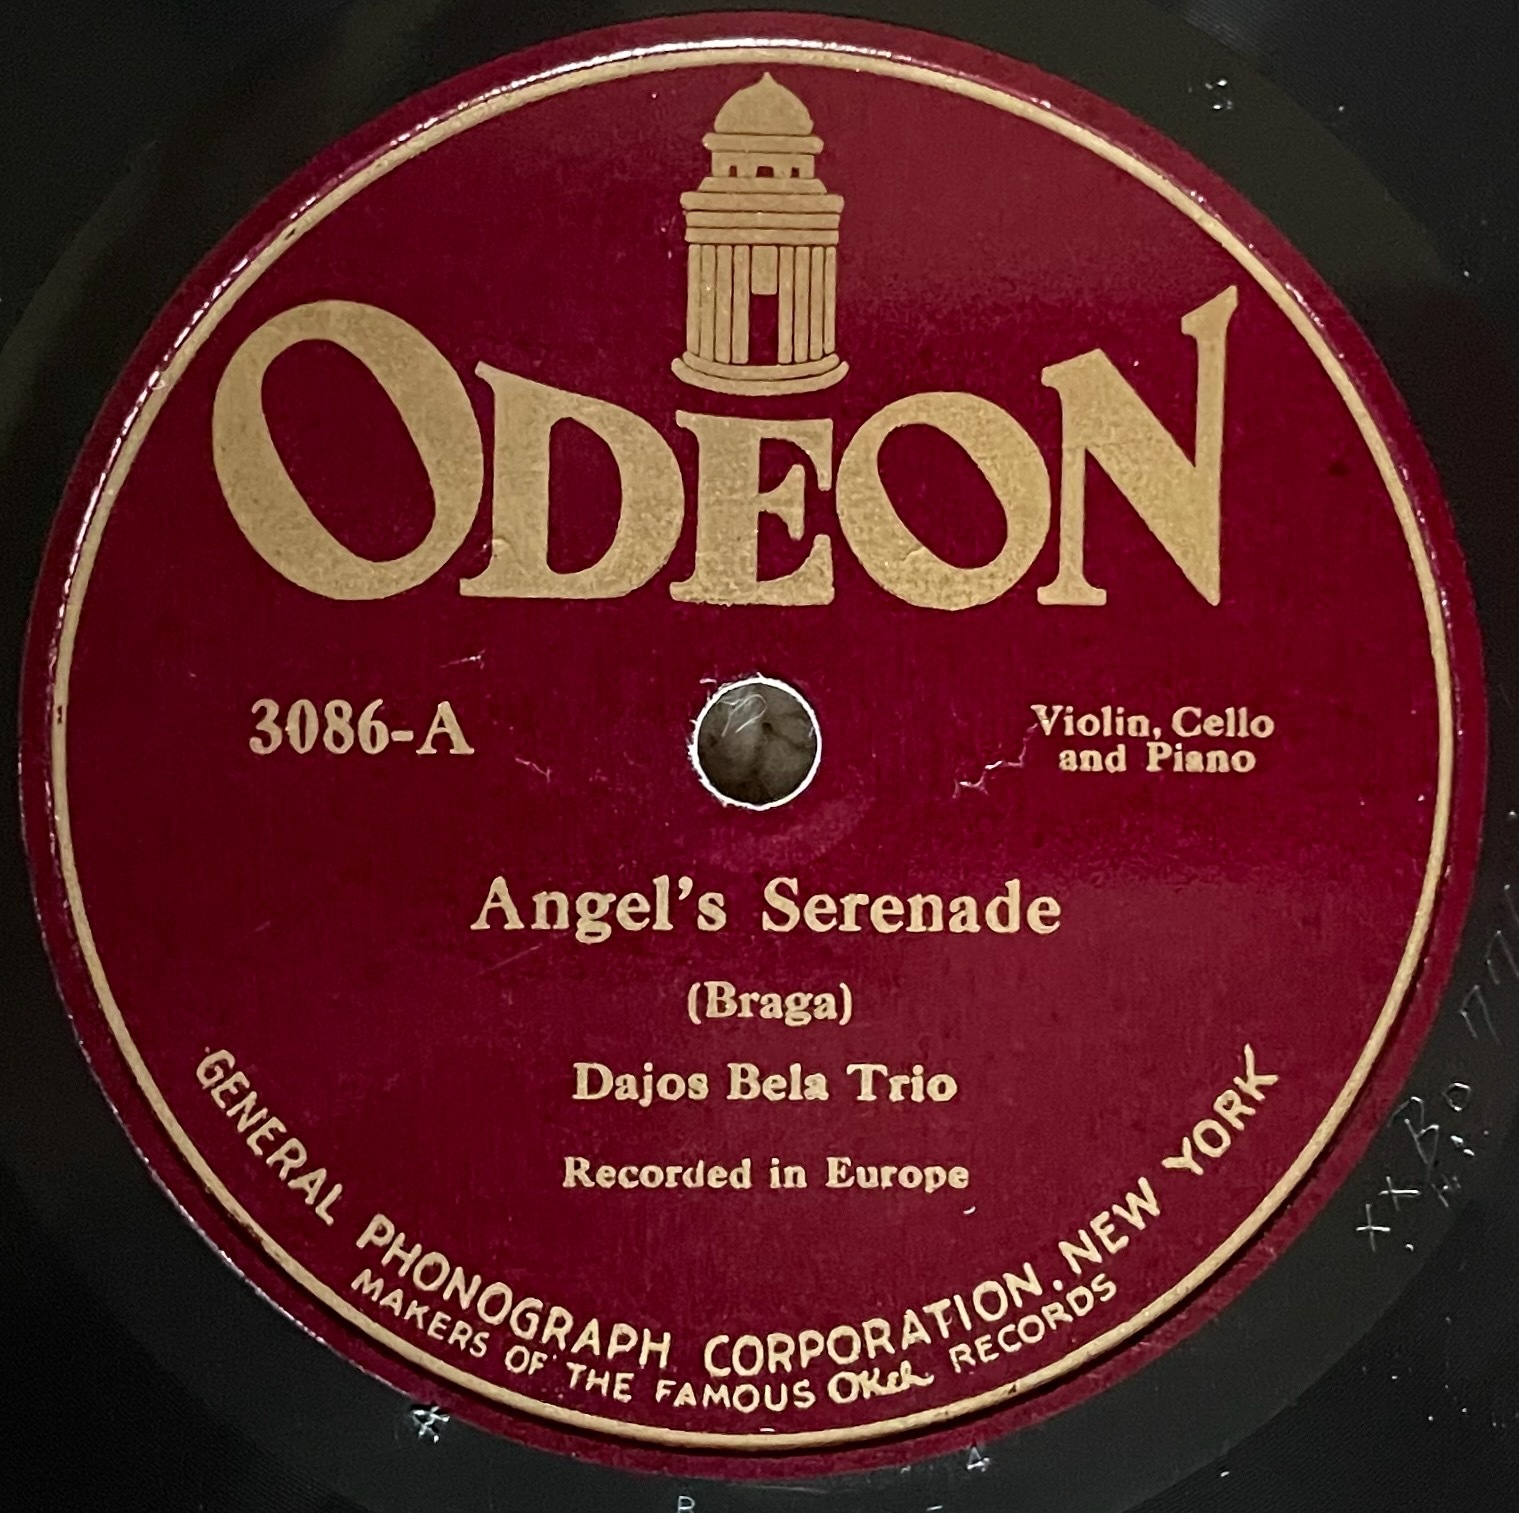 ODEON
3086-A
Violin, Cello
and Piano
Angel's Serenade
(Braga)
Dajos Bela Trio
Recorded in Europe
GENERAL PHONOGRAPH CORPORATION. NEW YORK
MAKERS OF THE FAMOUS OKeh RECORDS